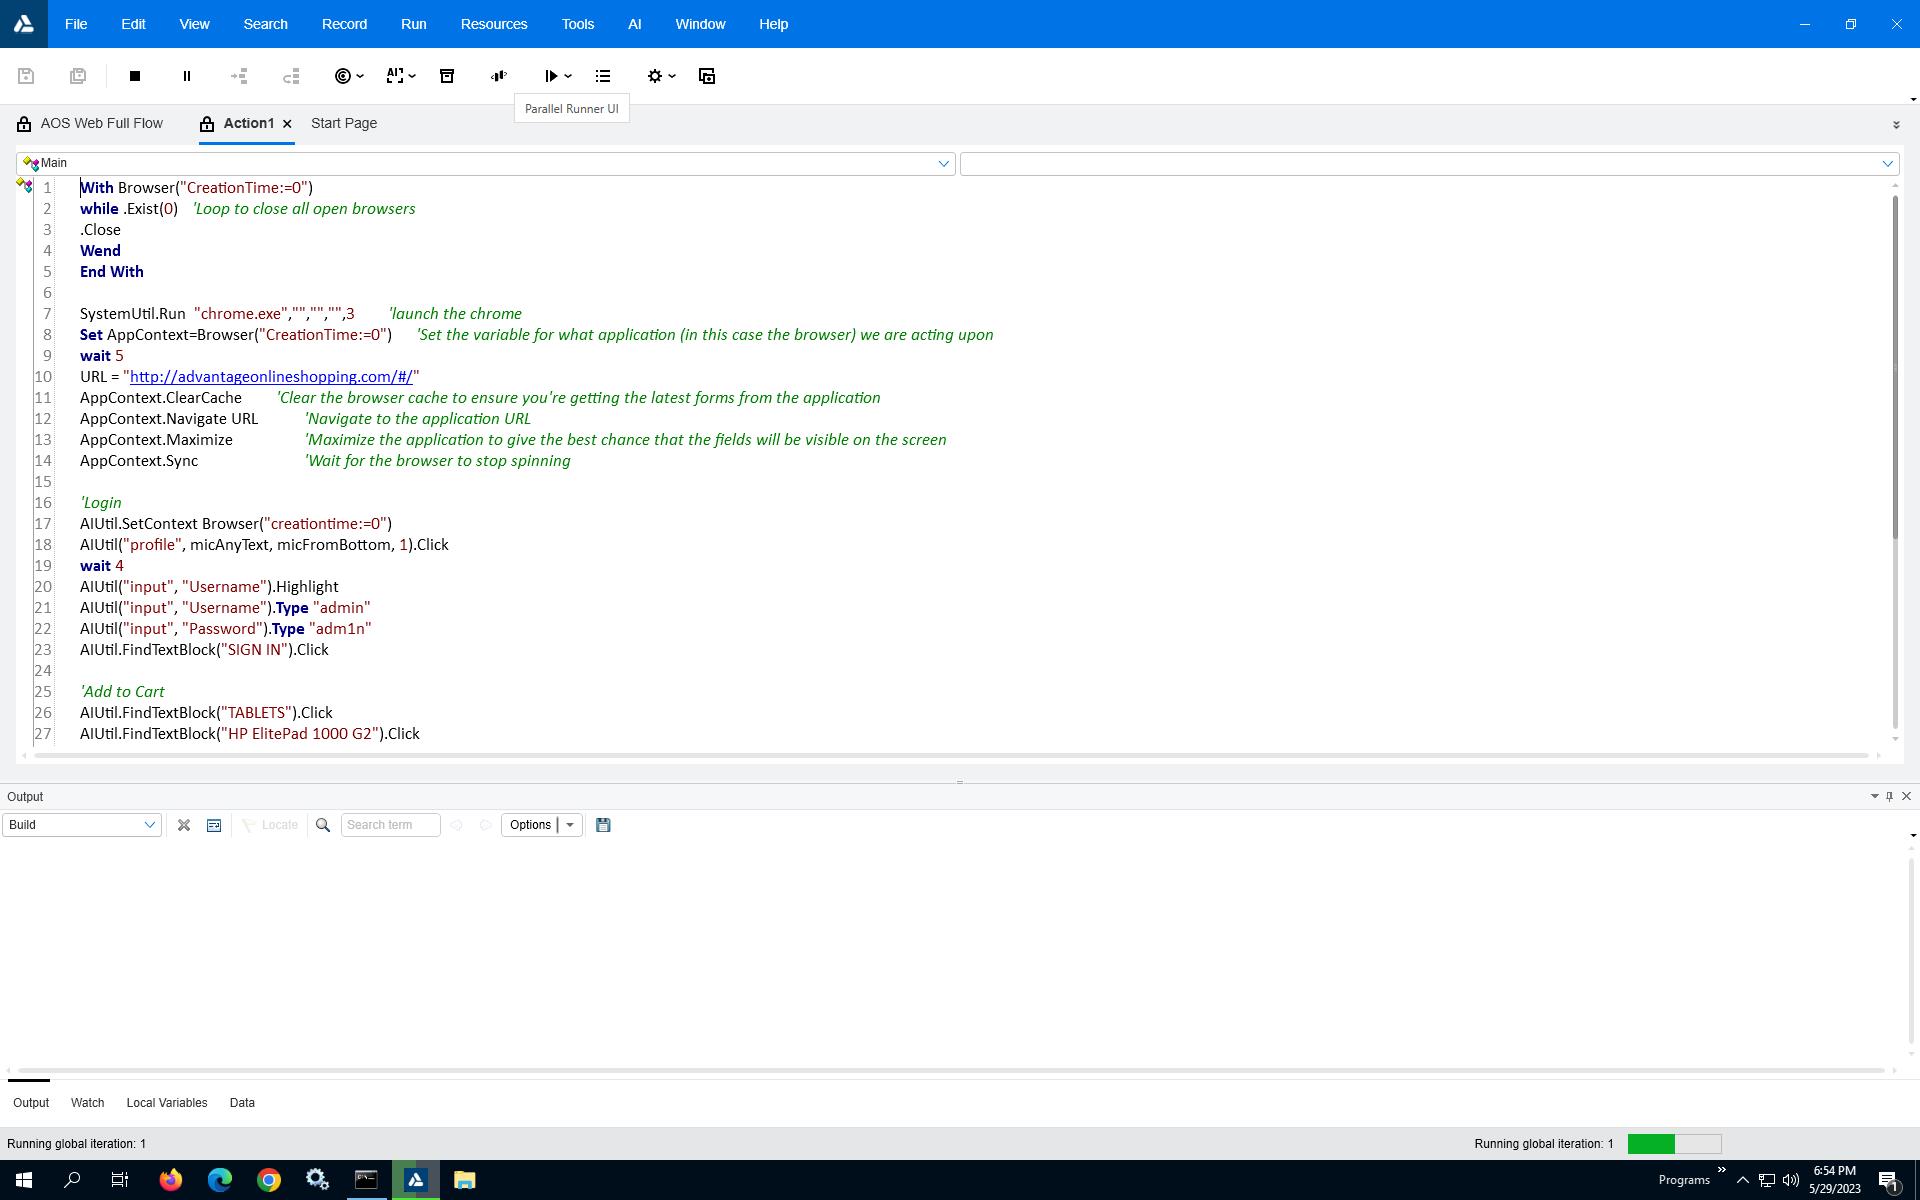 File Edit View Search Record Run Resources Tools AI Window Help
Parallel Runner UI
AOS Web Full Flow Action1 Start Page
Main
1 With Browser("CreationTime:=0")
2 while .Exist(0) 'Loop to close all open browsers
3 .Close
4 Wend
5 End With
6
7 SystemUtil.Run "chrome.exe","","","",3 'launch the chrome
8 Set AppContext=Browser("CreationTime:=0") 'Set the variable for what application (in this case the browser) we are acting upon
9 wait 5
10 URL = "http://advantageonlineshopping.com/#/"
11 AppContext.ClearCache 'Clear the browser cache to ensure you're getting the latest forms from the application
12 AppContext.Navigate URL 'Navigate to the application URL
13 AppContext.Maximize 'Maximize the application to give the best chance that the fields will be visible on the screen
14 AppContext.Sync 'Wait for the browser to stop spinning
15
16 'Login
17 AIUtil.SetContext Browser("creationtime:=0")
18 AIUtil("profile", micAnyText, micFromBottom, 1).Click
19 wait 4
20 AIUtil("input", "Username").Highlight
21 AIUtil("input", "Username").Type "admin"
22 AIUtil("input", "Password").Type "adm1n"
23 AIUtil.FindTextBlock("SIGN IN").Click
24
25 'Add to Cart
26 AIUtil.FindTextBlock("TABLETS").Click
27 AIUtil.FindTextBlock("HP ElitePad 1000 G2").Click
Output
Build Locate Search term Options
Output Watch Local Variables Data
Running global iteration: 1 Running global iteration: 1
Programs 6:54 PM
5/29/2023 1